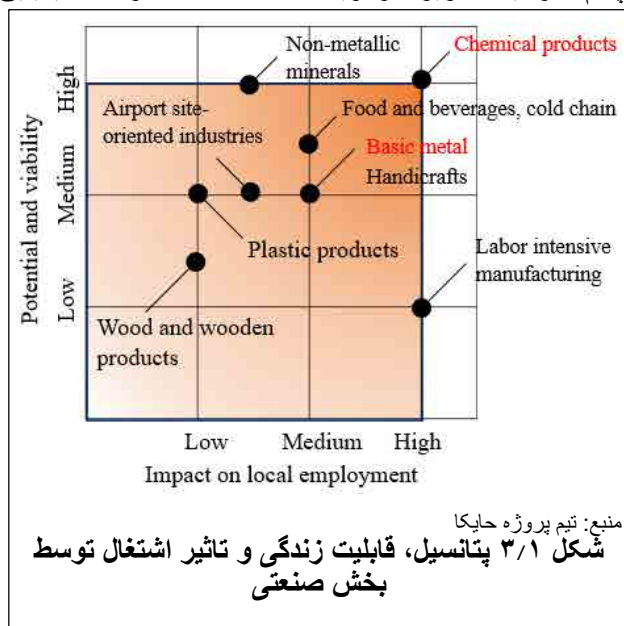 Non-metallic
minerals
Chemical products
High
Airport site-
oriented industries
Food and beverages, cold chain
Basic metal
Handicrafts
Potential and viability
Medium
Plastic products
Labor intensive
manufacturing
Low
Wood and wooden
products
Low Medium High
Impact on local employment
منبع: تیم پروژه جایکا
شکل ۳٫۱ پتانسیل، قابلیت زندگی و تاثیر اشتغال توسط
بخش صنعتی